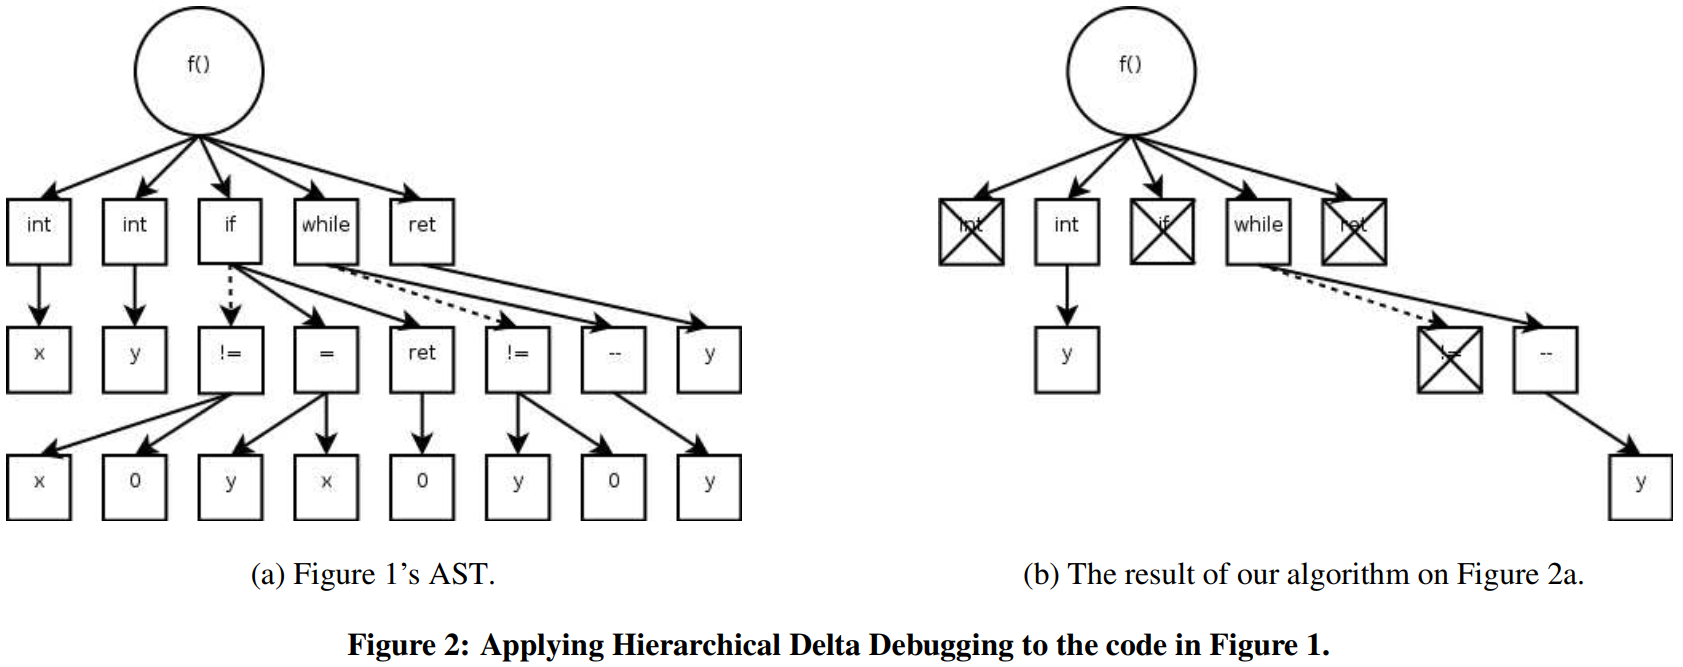 f()
int int if while ret
x y != = ret != -- y
x 0 y x 0 y 0 y
(a) Figure 1's AST.
f()
int int if while ret
y != --
y
(b) The result of our algorithm on Figure 2a.
Figure 2: Applying Hierarchical Delta Debugging to the code in Figure 1.